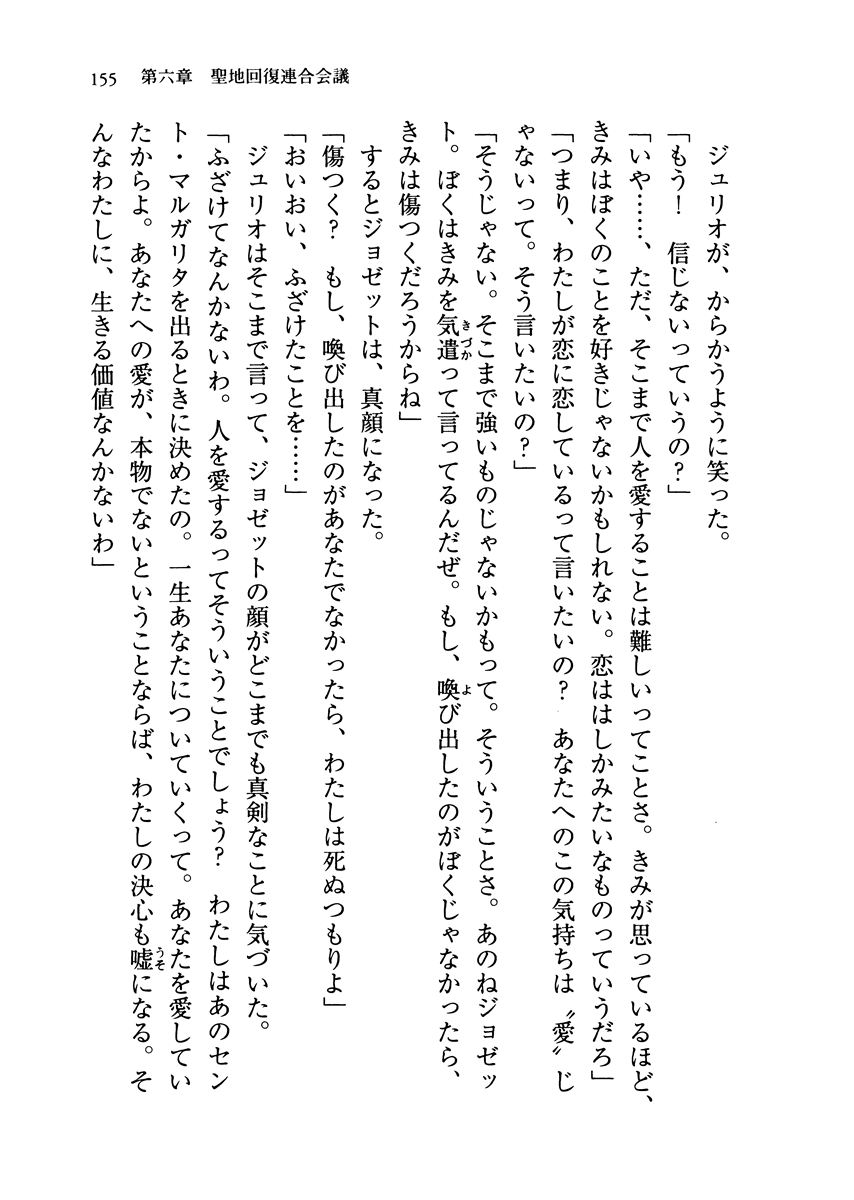 155　第六章　聖地回復連合会議
ジュリオが、からかうように笑った。
「もう！　信じないっていうの？」
「いや……、ただ、そこまで人を愛することは難しいってことさ。きみが思っているほど、
きみはぼくのことを好きじゃないかもしれない。恋ははしかみたいなものっていうだろ」
「つまり、わたしが恋に恋しているって言いたいの？　あなたへのこの気持ちは〝愛〟じ
ゃないって。そう言いたいの？」
「そうじゃない。そこまで強いものじゃないかもって。そういうことさ。あのねジョゼッ
ト。ぼくはきみを気遣って言ってるんだぜ。もし、喚び出したのがぼくじゃなかったら、
きみは傷つくだろうからね」
するとジョゼットは、真顔になった。
「傷つく？　もし、喚び出したのがあなたでなかったら、わたしは死ぬつもりよ」
「おいおい、ふざけたことを……」
ジュリオはそこまで言って、ジョゼットの顔がどこまでも真剣なことに気づいた。
「ふざけてなんかないわ。人を愛するってそういうことでしょう？　わたしはあのセン
ト・マルガリタを出るときに決めたの。一生あなたについていくって。あなたを愛してい
たからよ。あなたへの愛が、本物でないということならば、わたしの決心も嘘になる。そ
んなわたしに、生きる価値なんかないわ」